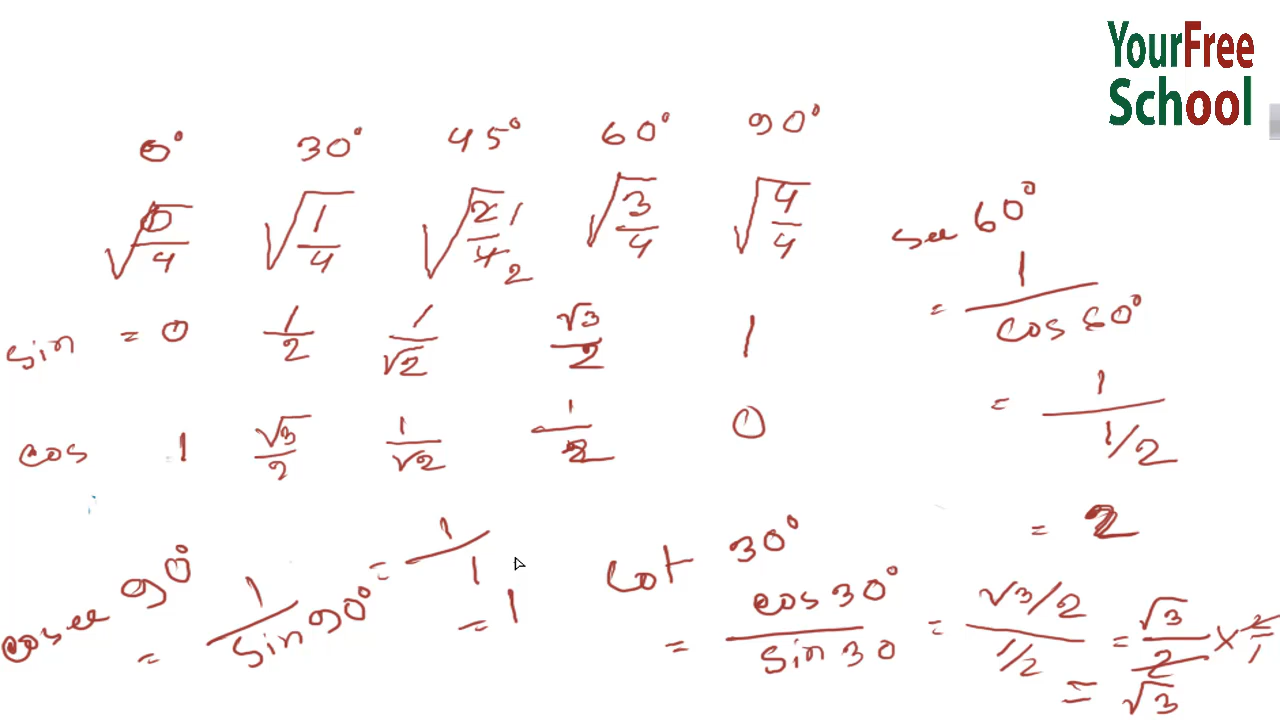 YourFree
School
0° 30° 45° 60° 90°
√0/4 √1/4 √2/4 1 2 √3/4 √4/4
sin = 0 1/2 1/√2 √3/2 1
cos 1 √3/2 1/√2 1/2 0
sec 60°
= 1/cos 60°
= 1/1/2
= 2
cosec 90°
= 1/sin 90° = 1/1
= 1
cot 30°
= cos 30°/sin 30 = √3/2/1/2 = √3/2 × 2/1
= √3